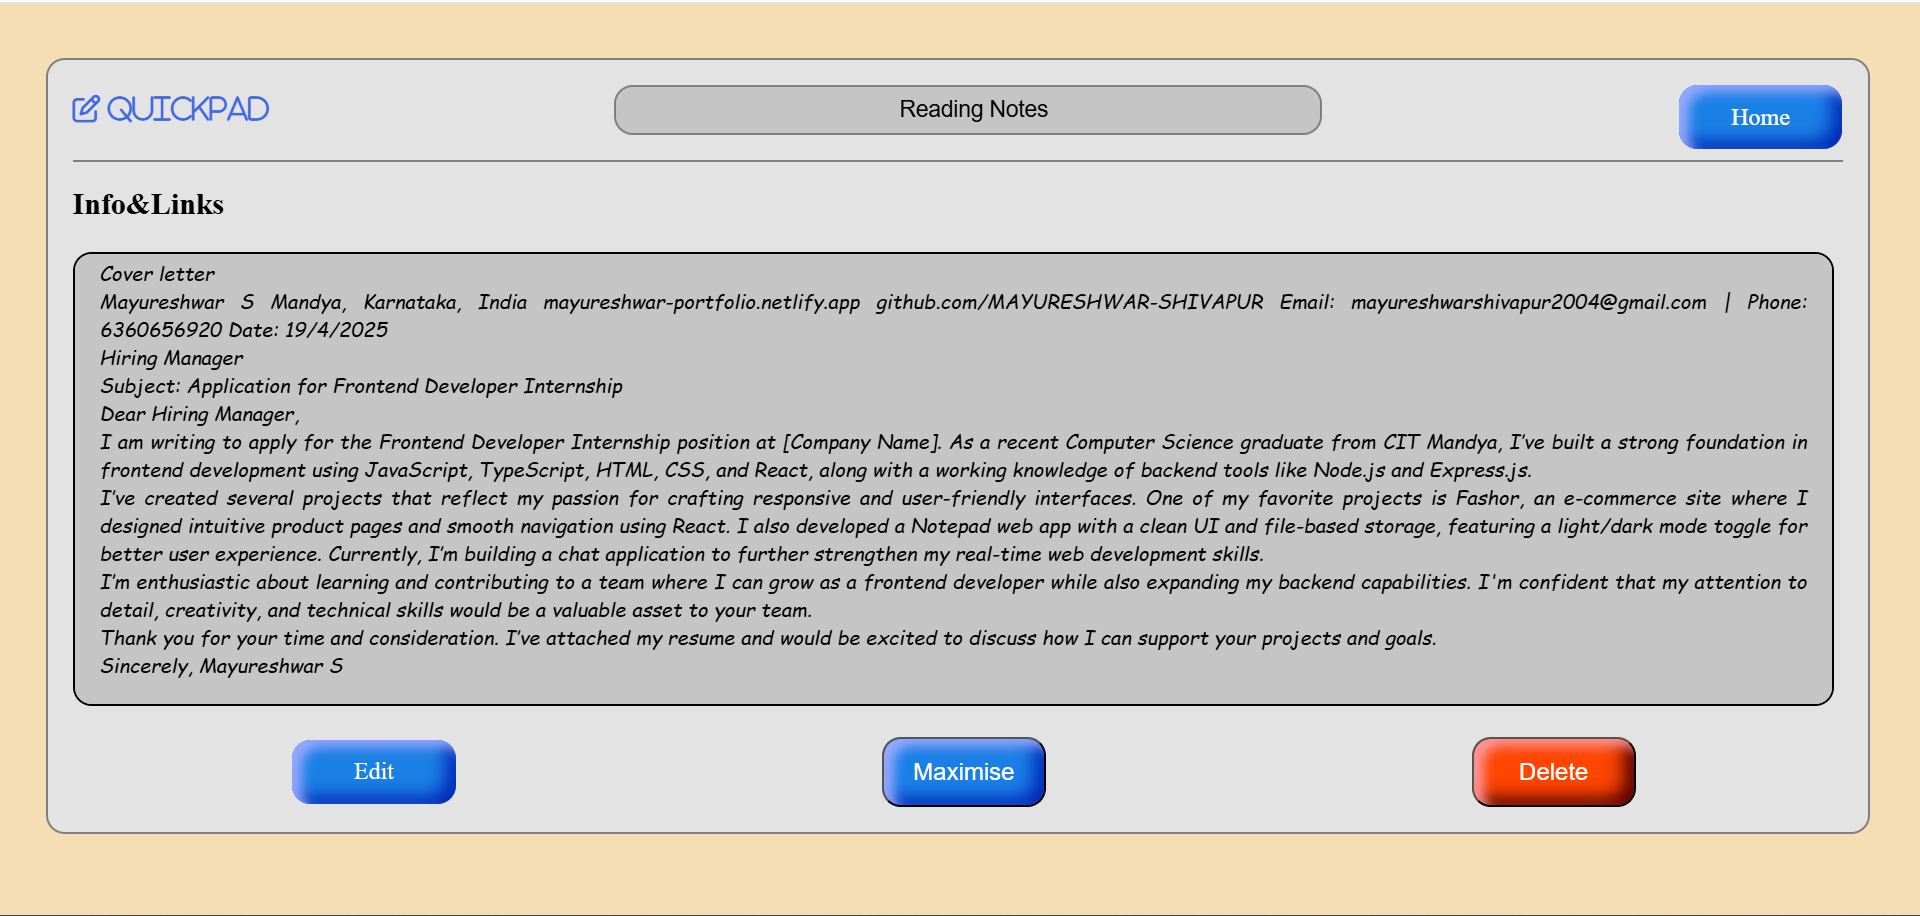 QUICKPAD
Reading Notes
Home
Info&Links
Cover letter
Mayureshwar S Mandya, Karnataka, India mayureshwar-portfolio.netlify.app github.com/MAYURESHWAR-SHIVAPUR Email: mayureshwarshivapur2004@gmail.com | Phone:
6360656920 Date: 19/4/2025
Hiring Manager
Subject: Application for Frontend Developer Internship
Dear Hiring Manager,
I am writing to apply for the Frontend Developer Internship position at [Company Name]. As a recent Computer Science graduate from CIT Mandya, I’ve built a strong foundation in
frontend development using JavaScript, TypeScript, HTML, CSS, and React, along with a working knowledge of backend tools like Node.js and Express.js.
I’ve created several projects that reflect my passion for crafting responsive and user-friendly interfaces. One of my favorite projects is Fashor, an e-commerce site where I
designed intuitive product pages and smooth navigation using React. I also developed a Notepad web app with a clean UI and file-based storage, featuring a light/dark mode toggle for
better user experience. Currently, I’m building a chat application to further strengthen my real-time web development skills.
I’m enthusiastic about learning and contributing to a team where I can grow as a frontend developer while also expanding my backend capabilities. I'm confident that my attention to
detail, creativity, and technical skills would be a valuable asset to your team.
Thank you for your time and consideration. I’ve attached my resume and would be excited to discuss how I can support your projects and goals.
Sincerely, Mayureshwar S
Edit
Maximise
Delete